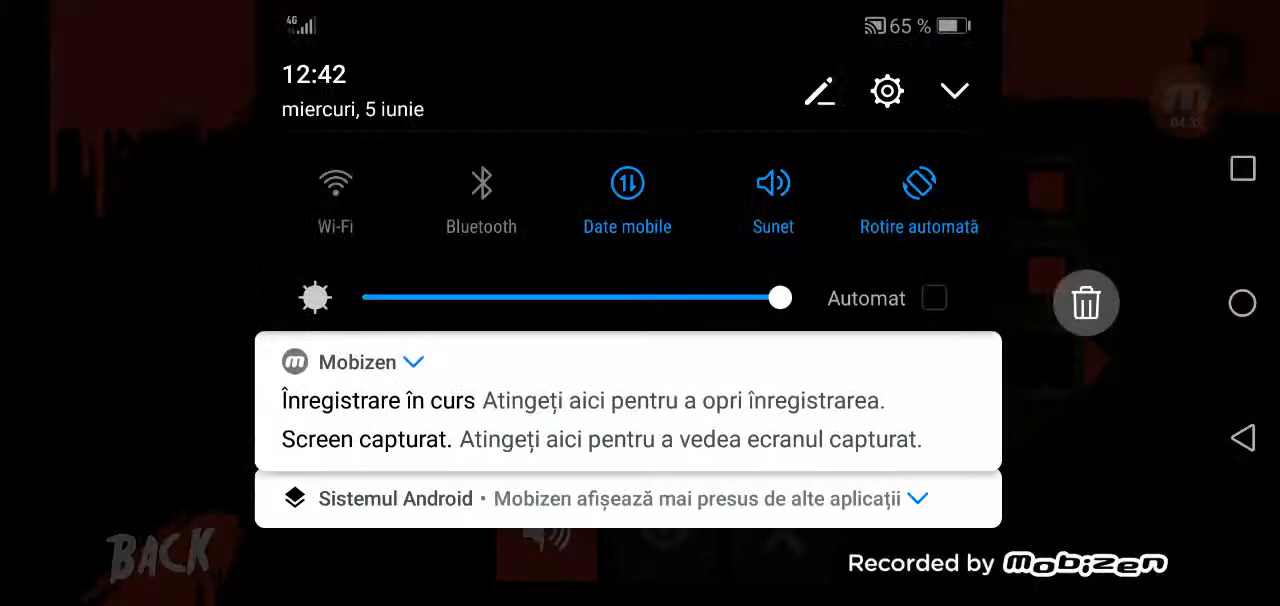 4G
65 %
12:42
miercuri, 5 iunie
04:32
Wi-Fi
Bluetooth
Date mobile
Sunet
Rotire automată
Automat
Mobizen
Înregistrare în curs Atingeți aici pentru a opri înregistrarea.
Screen capturat. Atingeți aici pentru a vedea ecranul capturat.
Sistemul Android • Mobizen afișează mai presus de alte aplicații
BACK
Recorded by mobizen